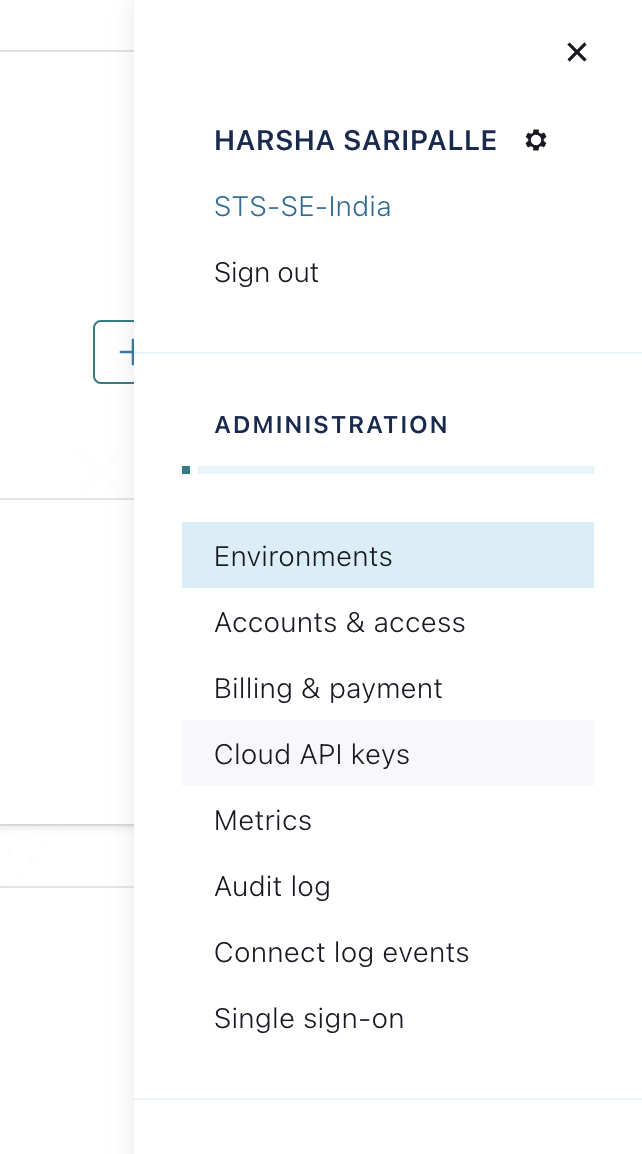 HARSHA SARIPALLE
STS-SE-India
Sign out
ADMINISTRATION
Environments
Accounts & access
Billing & payment
Cloud API keys
Metrics
Audit log
Connect log events
Single sign-on